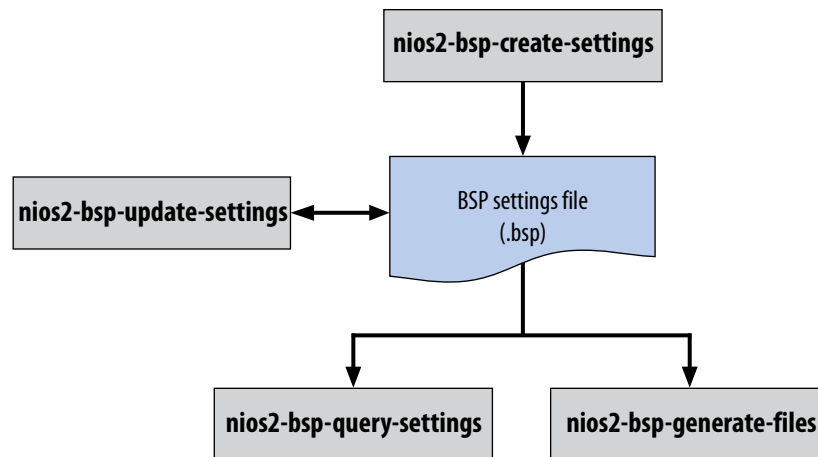 nios2-bsp-create-settings
BSP settings file
(.bsp)
nios2-bsp-update-settings
nios2-bsp-query-settings
nios2-bsp-generate-files